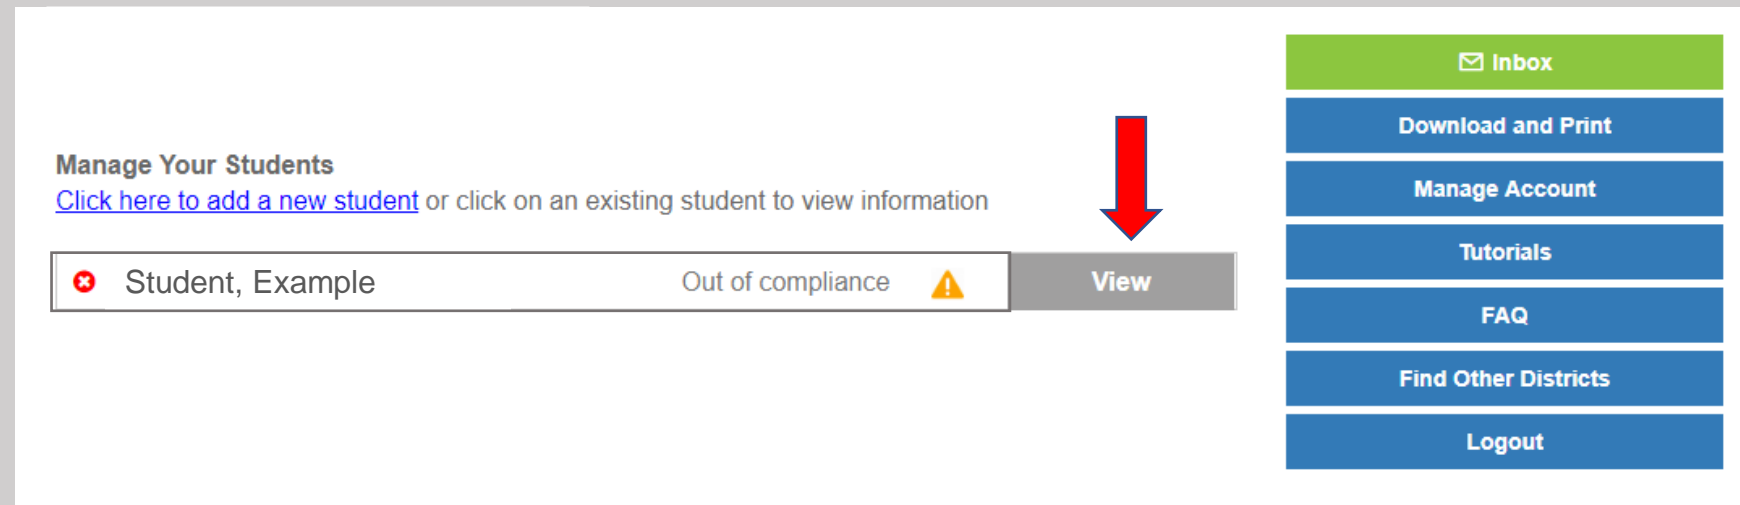 Manage Your Students
Click here to add a new student or click on an existing student to view information
Student, Example Out of compliance View
Inbox
Download and Print
Manage Account
Tutorials
FAQ
Find Other Districts
Logout